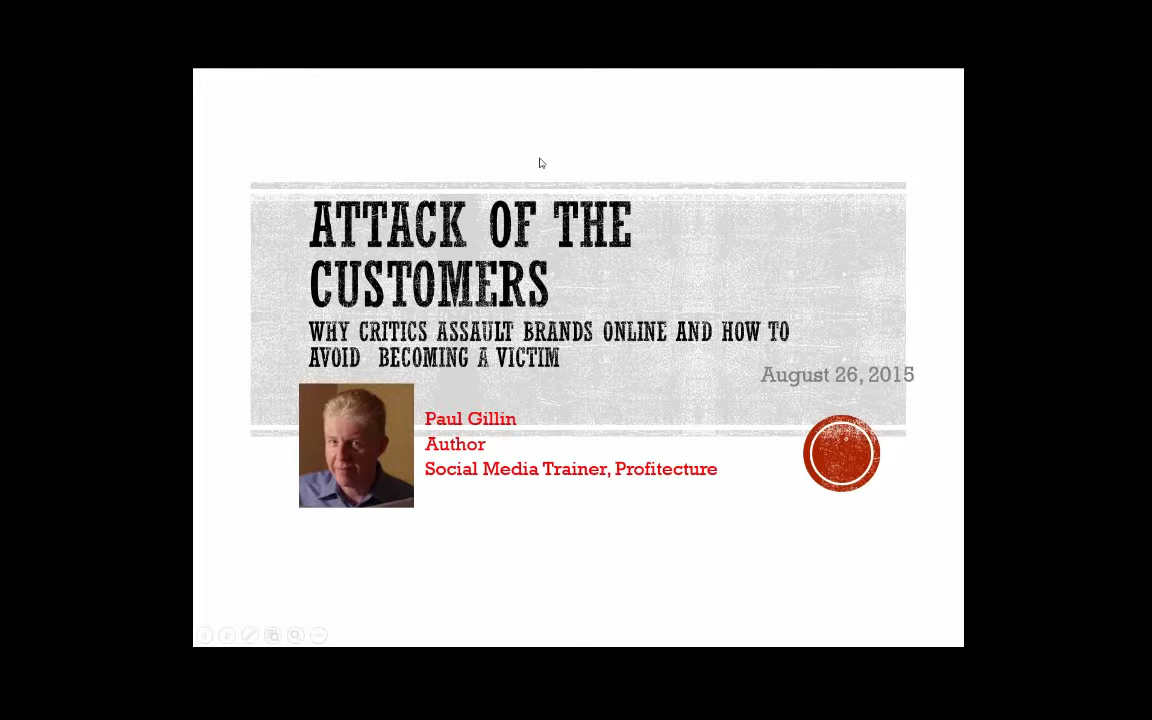 ATTACK OF THE
CUSTOMERS
WHY CRITICS ASSAULT BRANDS ONLINE AND HOW TO
AVOID BECOMING A VICTIM
August 26, 2015
Paul Gillin
Author
Social Media Trainer, Profitecture